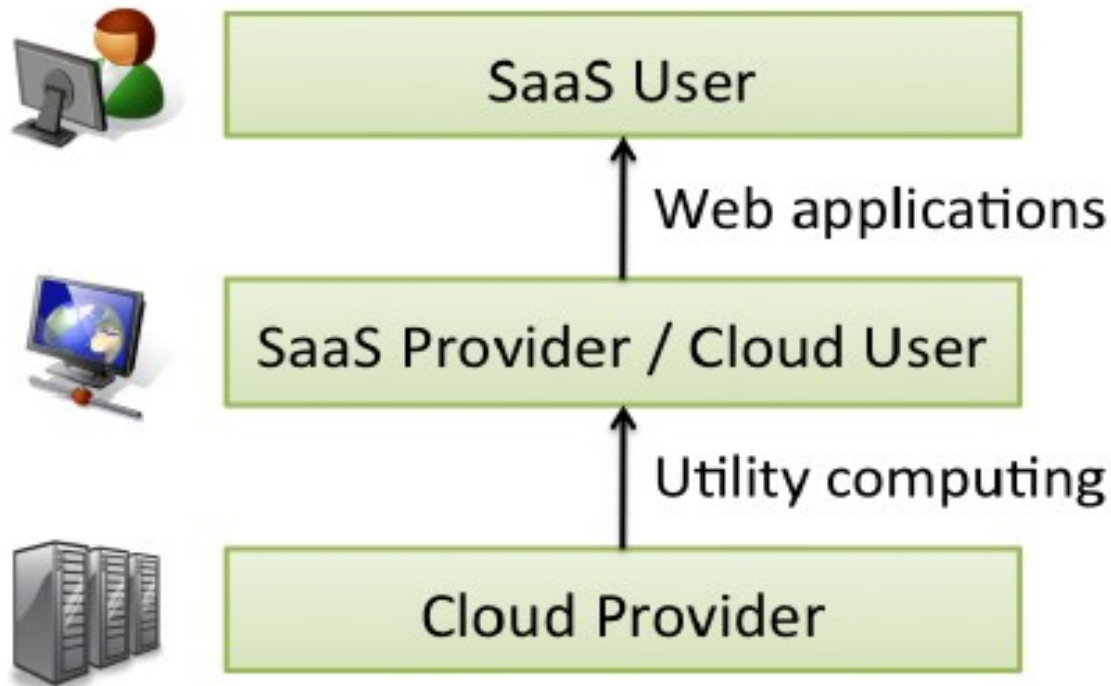 SaaS User
Web applications
SaaS Provider / Cloud User
Utility computing
Cloud Provider